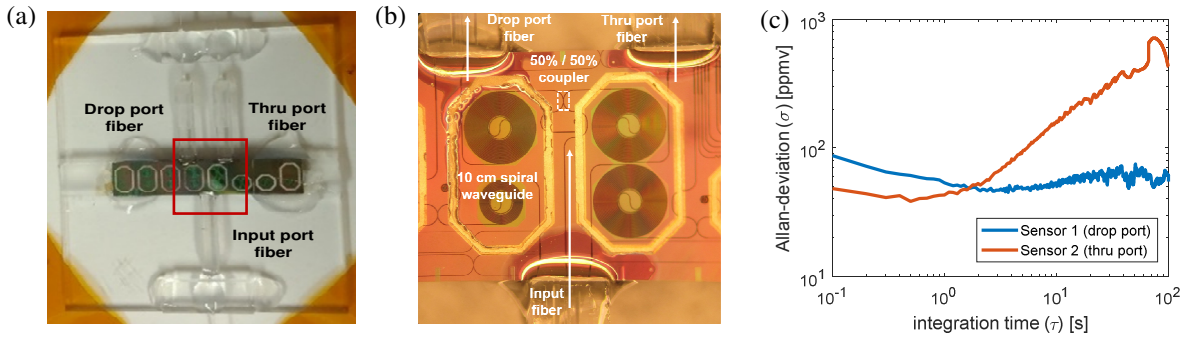 (a)
Drop port
fiber
Thru port
fiber
Input port
fiber
(b)
Drop port
fiber
Thru port
fiber
50% / 50%
coupler
10 cm spiral
waveguide
Input
fiber
(c)
Allan-deviation (σ) [ppmv]
10³
10²
10¹
Sensor 1 (drop port)
Sensor 2 (thru port)
10⁻¹ 10⁰ 10¹ 10²
integration time (τ) [s]